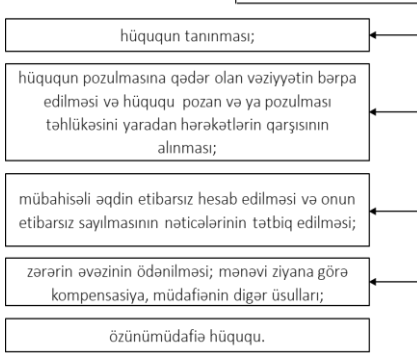 hüququn tanınması;
hüququn pozulmasına qədər olan vəziyyətin bərpa
edilməsi və hüququ pozan və ya pozulması
təhlükəsini yaradan hərəkətlərin qarşısının
alınması;
mübahisəli əqdin etibarsız hesab edilməsi və onun
etibarsız sayılmasının nəticələrinin tətbiq edilməsi;
zərərin əvəzinin ödənilməsi; mənəvi ziyana görə
kompensasiya, müdafiənin digər üsulları;
özünümüdafiə hüququ.